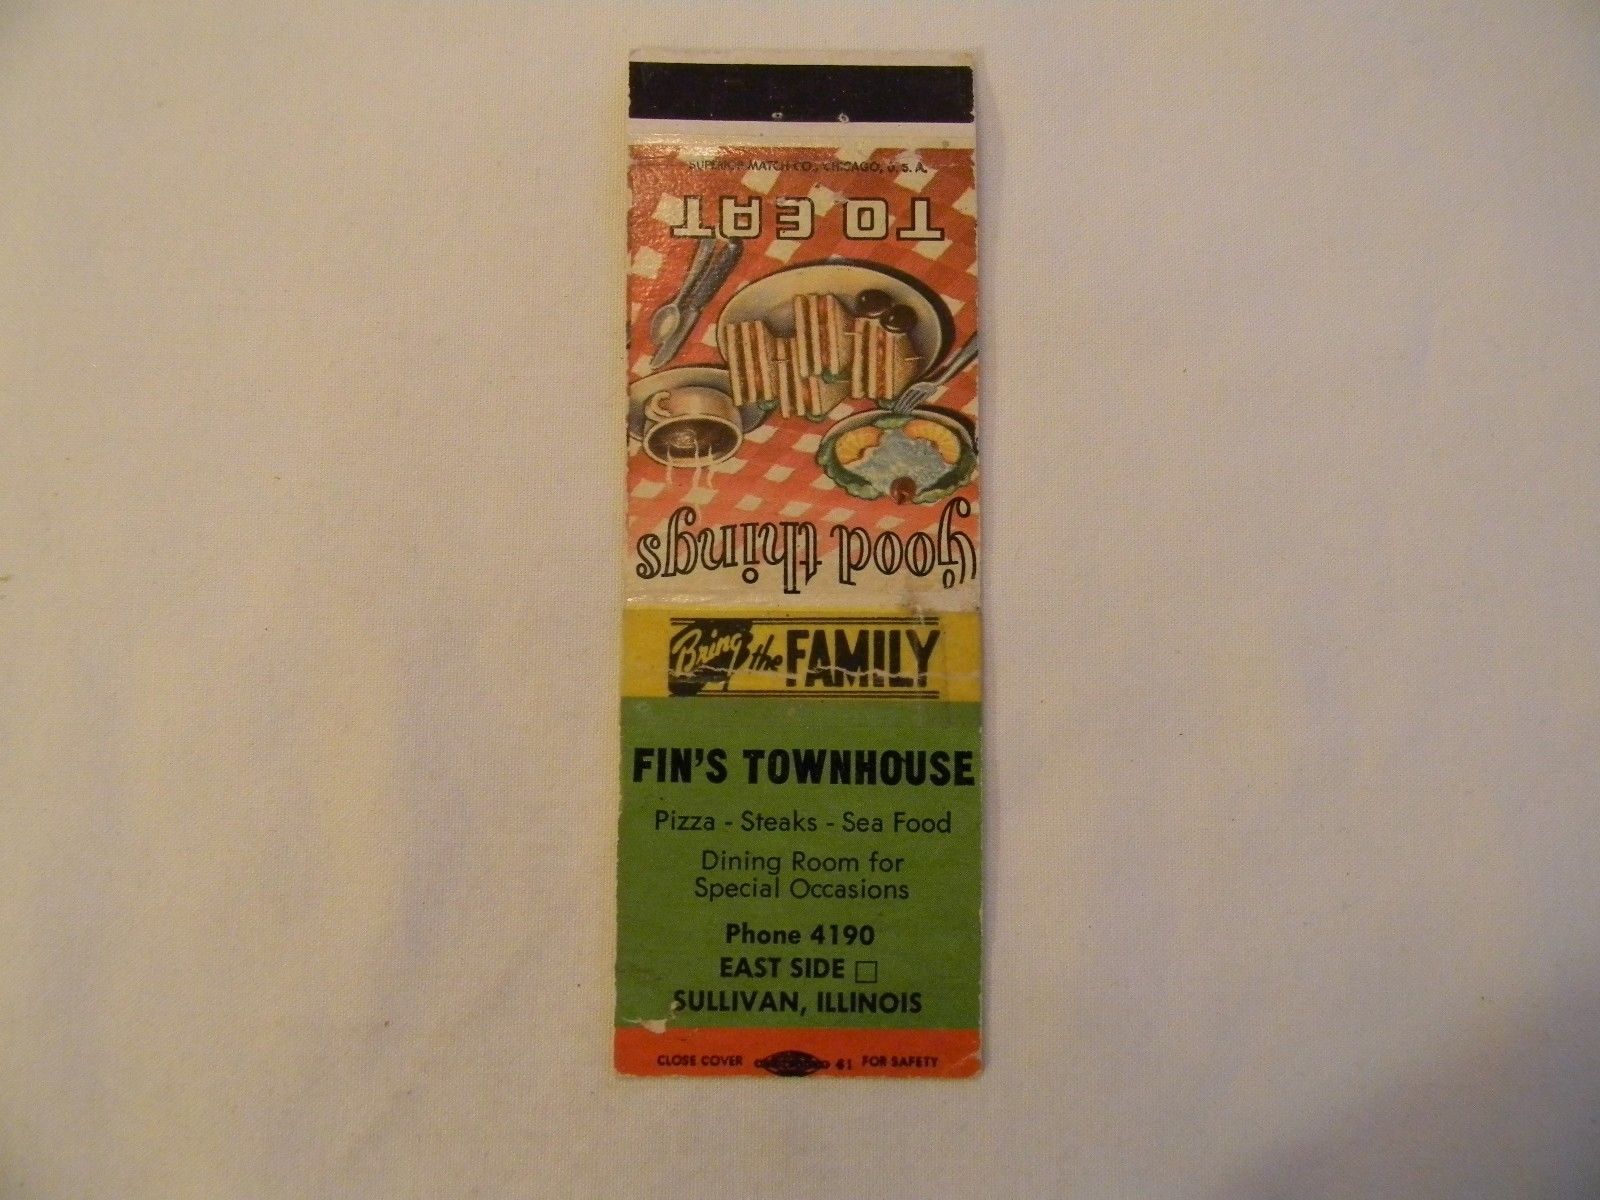 SUPERIOR MATCH CO., CHICAGO, U.S.A.
TO EAT
good things
Bring the FAMILY
FIN'S TOWNHOUSE
Pizza - Steaks - Sea Food
Dining Room for
Special Occasions
Phone 4190
EAST SIDE □
SULLIVAN, ILLINOIS
CLOSE COVER 61 FOR SAFETY